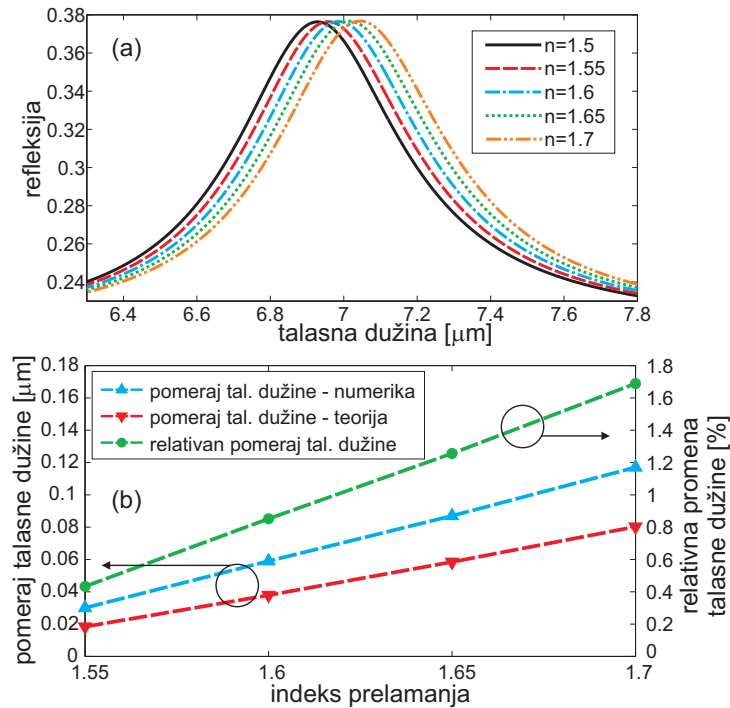 (a)
refleksija
0.38
0.36
0.34
0.32
0.3
0.28
0.26
0.24
n=1.5
n=1.55
n=1.6
n=1.65
n=1.7
6.4
6.6
6.8
7
7.2
7.4
7.6
7.8
talasna dužina [μm]
(b)
pomeraj talasne dužine [μm]
0.18
0.16
0.14
0.12
0.1
0.08
0.06
0.04
0.02
0
pomeraj tal. dužine - numerika
pomeraj tal. dužine - teorija
relativan pomeraj tal. dužine
1.8
1.6
1.4
1.2
1
0.8
0.6
0.4
0.2
0
relativna promena
talasne dužine [%]
1.55
1.6
1.65
1.7
indeks prelamanja